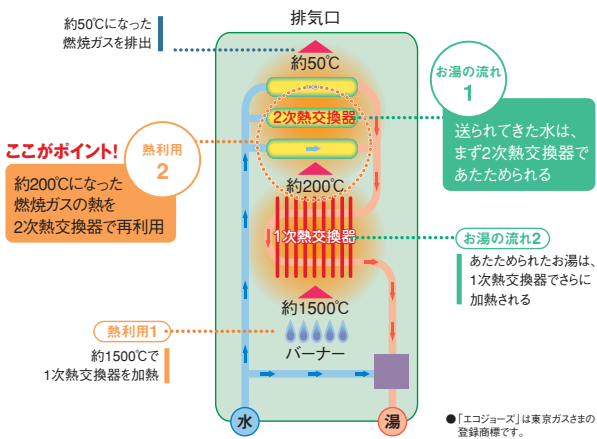 排気口
約50℃になった
燃焼ガスを排出
約50℃
お湯の流れ
1
送られてきた水は、
まず2次熱交換器で
あたためられる
2次熱交換器
ここがポイント!
熱利用
2
約200℃になった
燃焼ガスの熱を
2次熱交換器で再利用
約200℃
1次熱交換器
お湯の流れ2
あたためられたお湯は、
1次熱交換器でさらに
加熱される
約1500℃
バーナー
熱利用1
約1500℃で
1次熱交換器を加熱
水
湯
●「エコジョーズ」は東京ガスさまの
登録商標です。